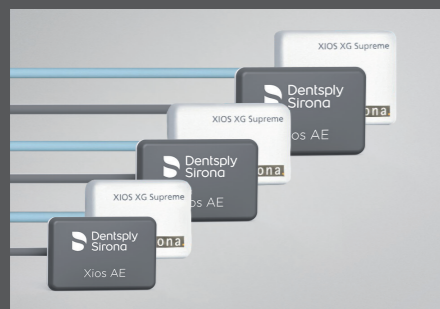 XIOS XG Supreme
Dentsply
Sirona
ona.
os AE
XIOS XG Supreme
Dentsply
Sirona
ona.
os AE
XIOS XG Supreme
Dentsply
Sirona
ona.
Xios AE